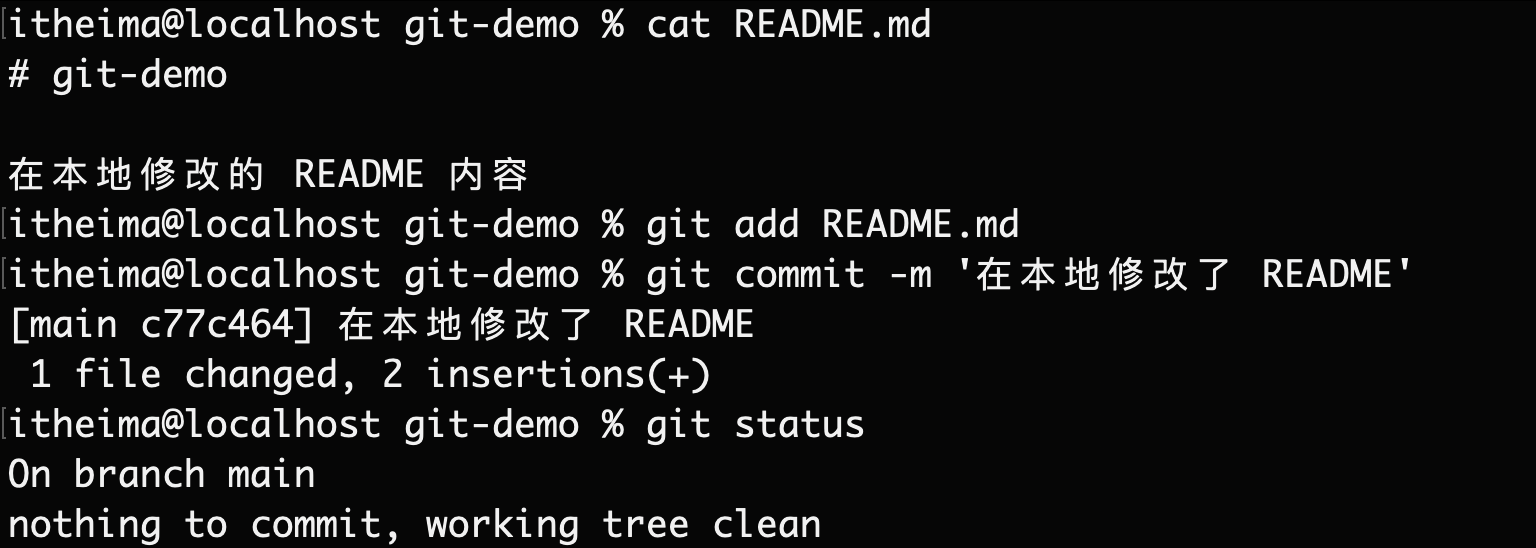 itheima@localhost git-demo % cat README.md
# git-demo

在本地修改的 README 内容
itheima@localhost git-demo % git add README.md
itheima@localhost git-demo % git commit -m '在本地修改了 README'
[main c77c464] 在本地修改了 README
 1 file changed, 2 insertions(+)
itheima@localhost git-demo % git status
On branch main
nothing to commit, working tree clean